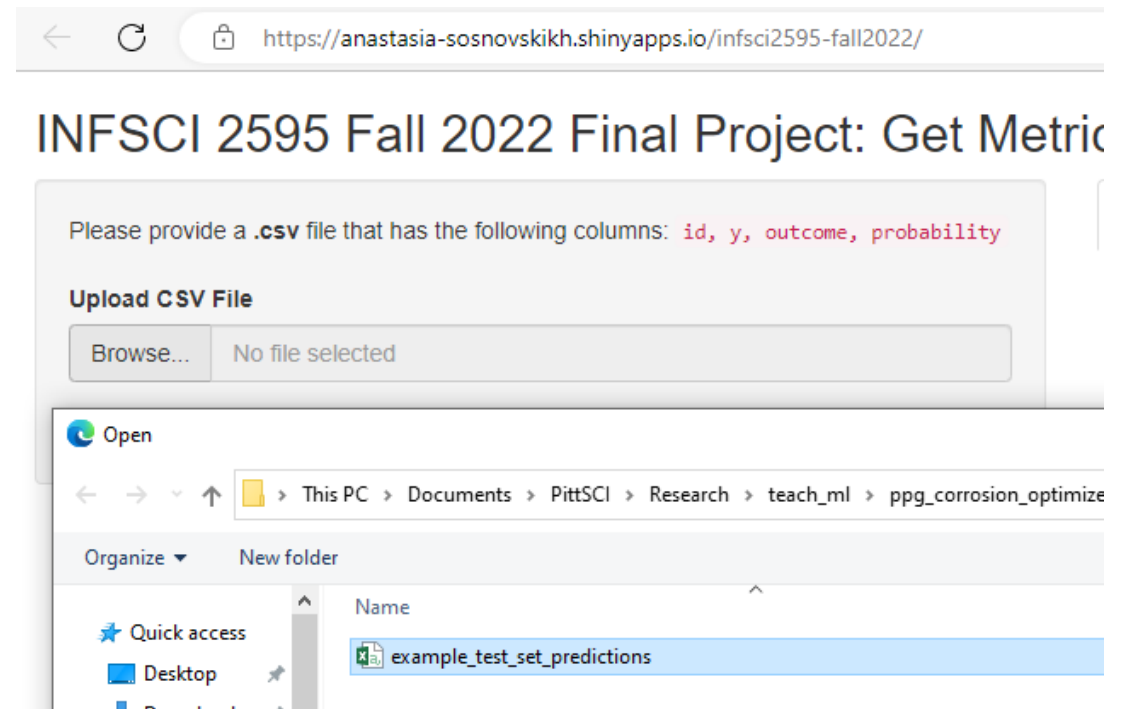 https://anastasia-sosnovskikh.shinyapps.io/infsci2595-fall2022/
INFSCI 2595 Fall 2022 Final Project: Get Metric
Please provide a .csv file that has the following columns: id, y, outcome, probability
Upload CSV File
Browse... No file selected
Open
This PC > Documents > PittSCI > Research > teach_ml > ppg_corrosion_optimize
Organize New folder
Name
Quick access
example_test_set_predictions
Desktop